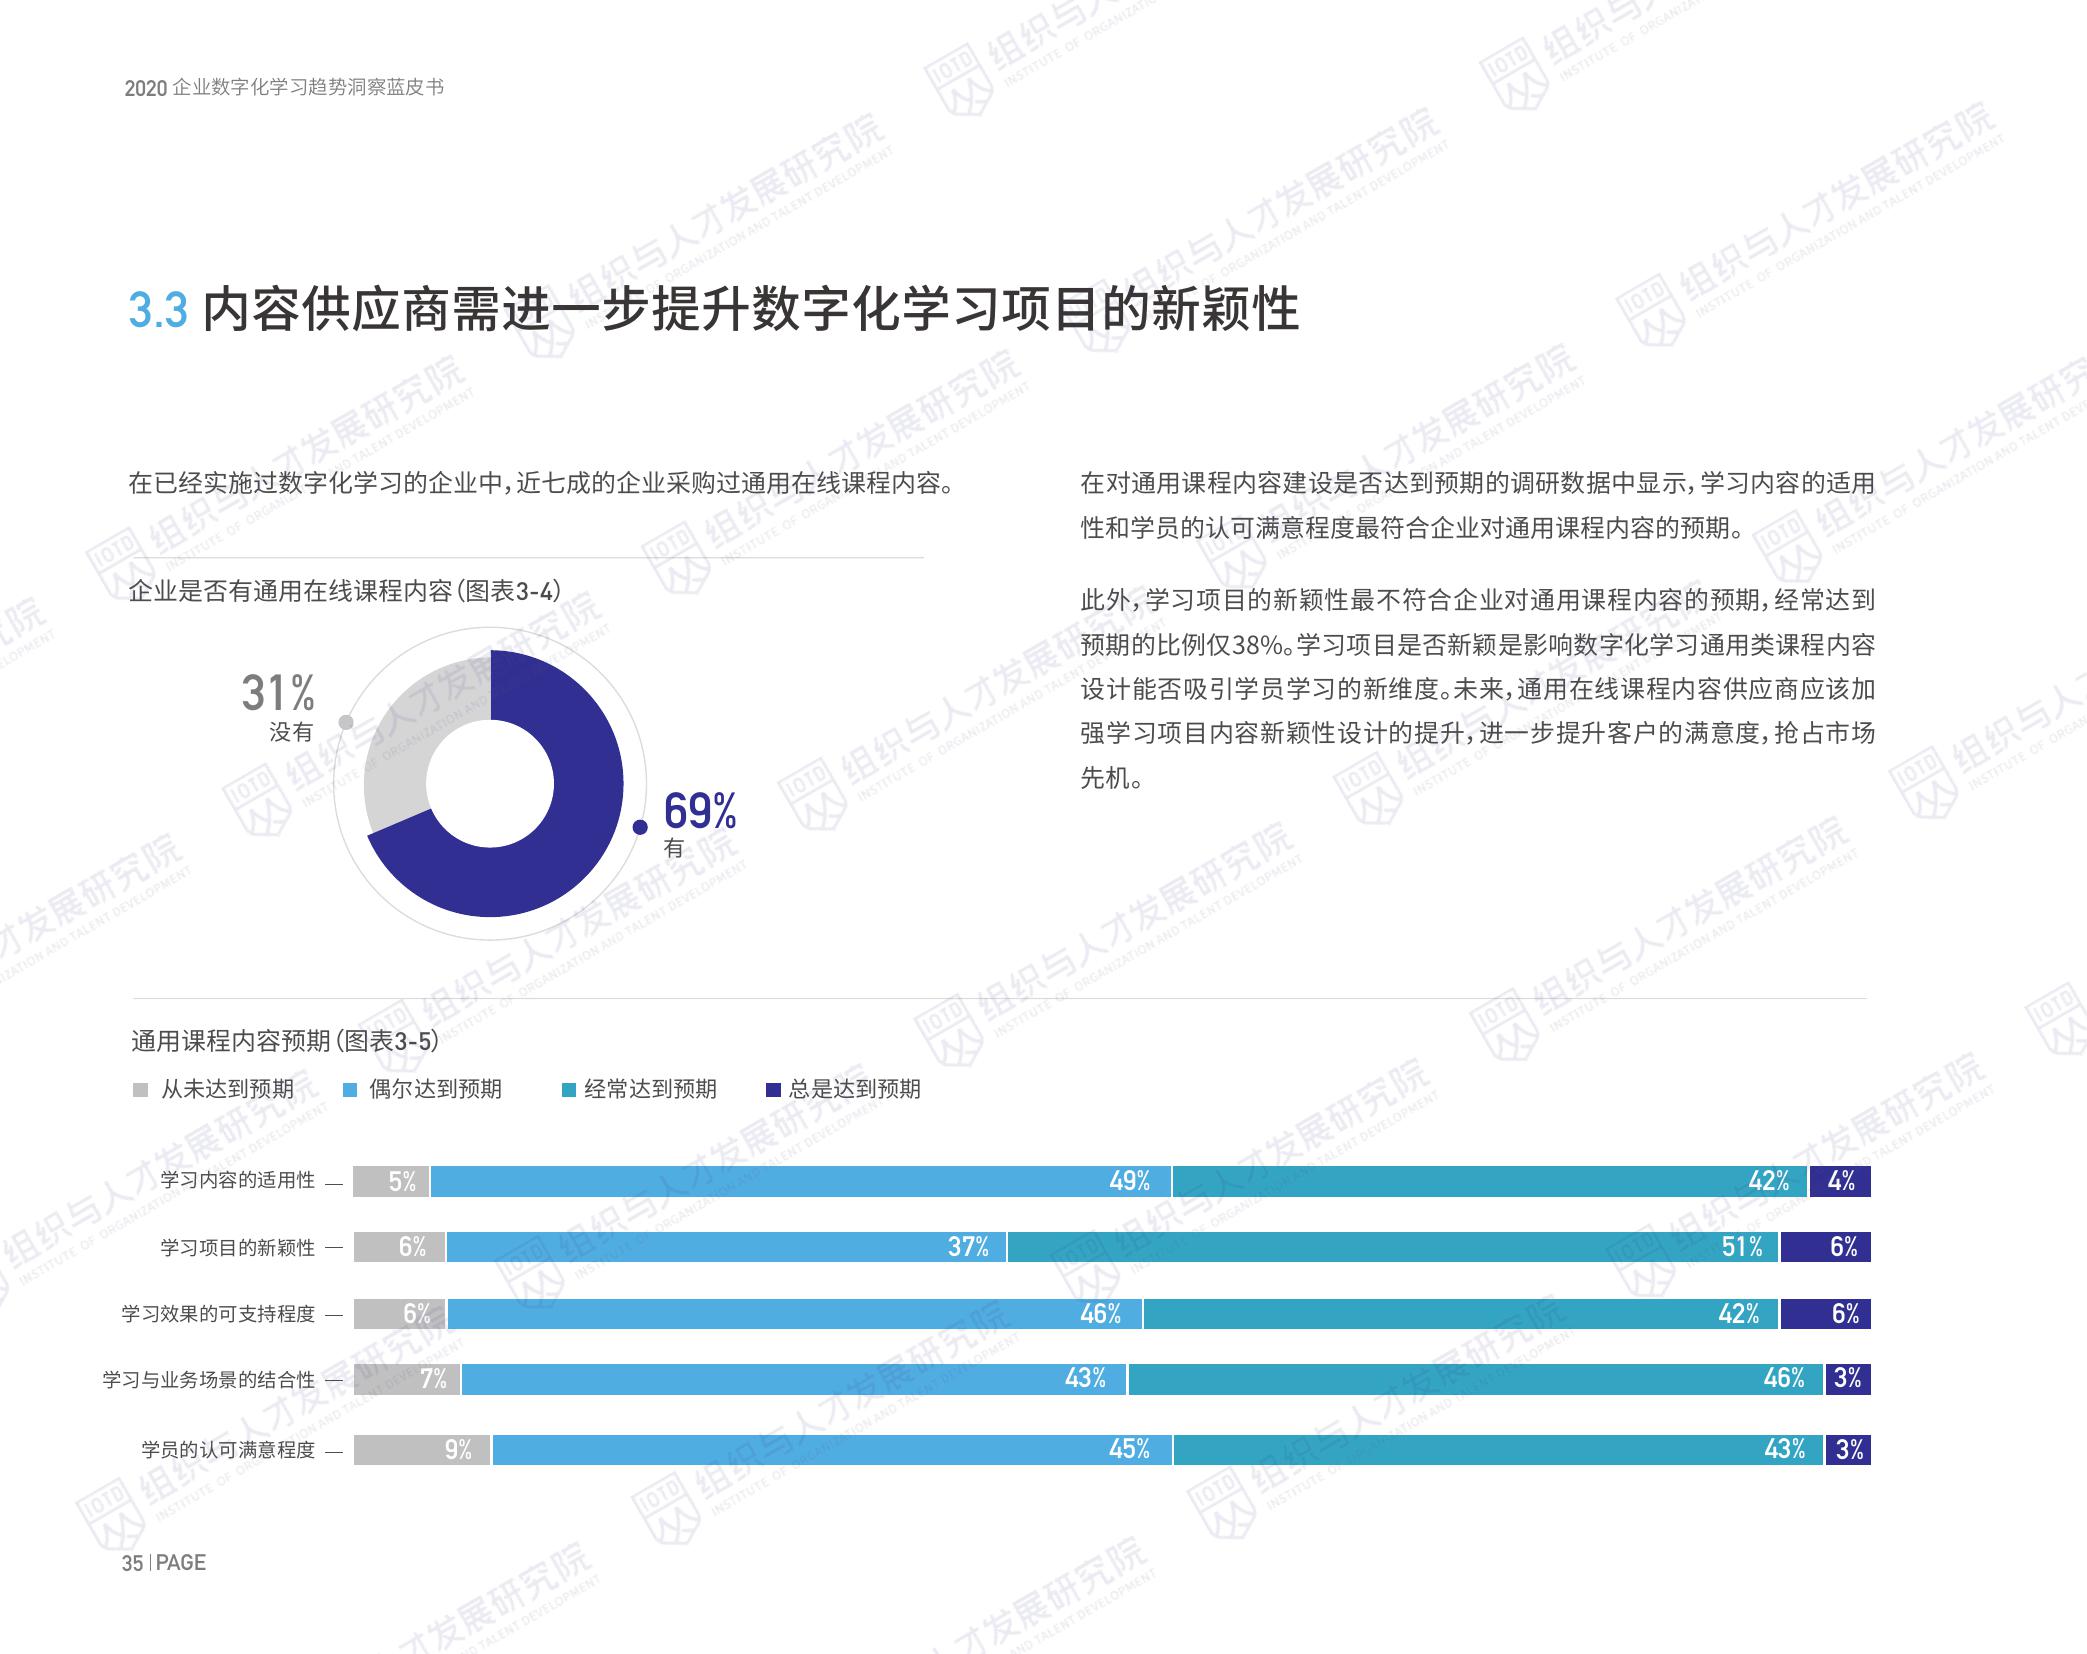 2020 企业数字化学习趋势洞察蓝皮书
3.3 内容供应商需进一步提升数字化学习项目的新颖性
在已经实施过数字化学习的企业中，近七成的企业采购过通用在线课程内容。
企业是否有通用在线课程内容（图表3-4）
31%
没有
69%
有
在对通用课程内容建设是否达到预期的调研数据中显示，学习内容的适用
性和学员的认可满意程度最符合企业对通用课程内容的预期。
此外，学习项目的新颖性最不符合企业对通用课程内容的预期，经常达到
预期的比例仅38%。学习项目是否新颖是影响数字化学习通用类课程内容
设计能否吸引学员学习的新维度。未来，通用在线课程内容供应商应该加
强学习项目内容新颖性设计的提升，进一步提升客户的满意度，抢占市场
先机。
通用课程内容预期（图表3-5）
从未达到预期 偶尔达到预期 经常达到预期 总是达到预期
学习内容的适用性 5% 49% 42% 4%
学习项目的新颖性 6% 37% 51% 6%
学习效果的可支持程度 6% 46% 42% 6%
学习与业务场景的结合性 7% 43% 46% 3%
学员的认可满意程度 9% 45% 43% 3%
35 | PAGE
IOTD 组织与人才发展研究院
INSTITUTE OF ORGANIZATION AND TALENT DEVELOPMENT